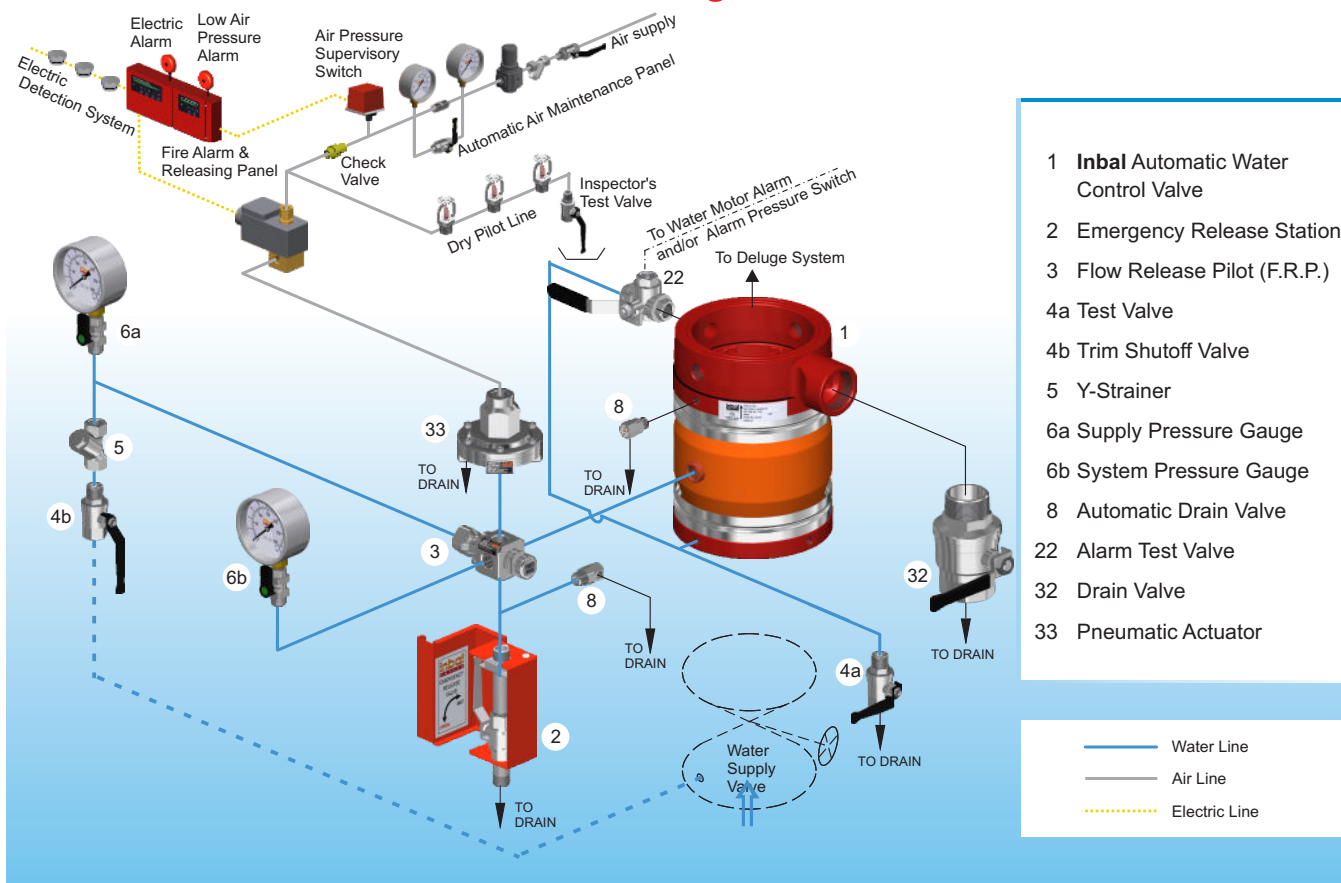 Electric
Alarm
Low Air
Pressure
Alarm
Air Pressure
Supervisory
Switch
Air supply
Electric
Detection System
Fire Alarm &
Releasing Panel
Automatic Air Maintenance Panel
Check
Valve
Inspector's
Test Valve
Dry Pilot Line
To Water Motor Alarm
and/or Alarm Pressure Switch
To Deluge System
22
1
6a
33
8
5
TO
DRAIN
TO
DRAIN
4b
3
6b
8
32
TO
DRAIN
TO DRAIN
4a
inbal
EMERGENCY
RELEASE
VALVE
2
Water
Supply
Valve
TO DRAIN
TO
DRAIN
1 Inbal Automatic Water
Control Valve
2 Emergency Release Station
3 Flow Release Pilot (F.R.P.)
4a Test Valve
4b Trim Shutoff Valve
5 Y-Strainer
6a Supply Pressure Gauge
6b System Pressure Gauge
8 Automatic Drain Valve
22 Alarm Test Valve
32 Drain Valve
33 Pneumatic Actuator
Water Line
Air Line
Electric Line